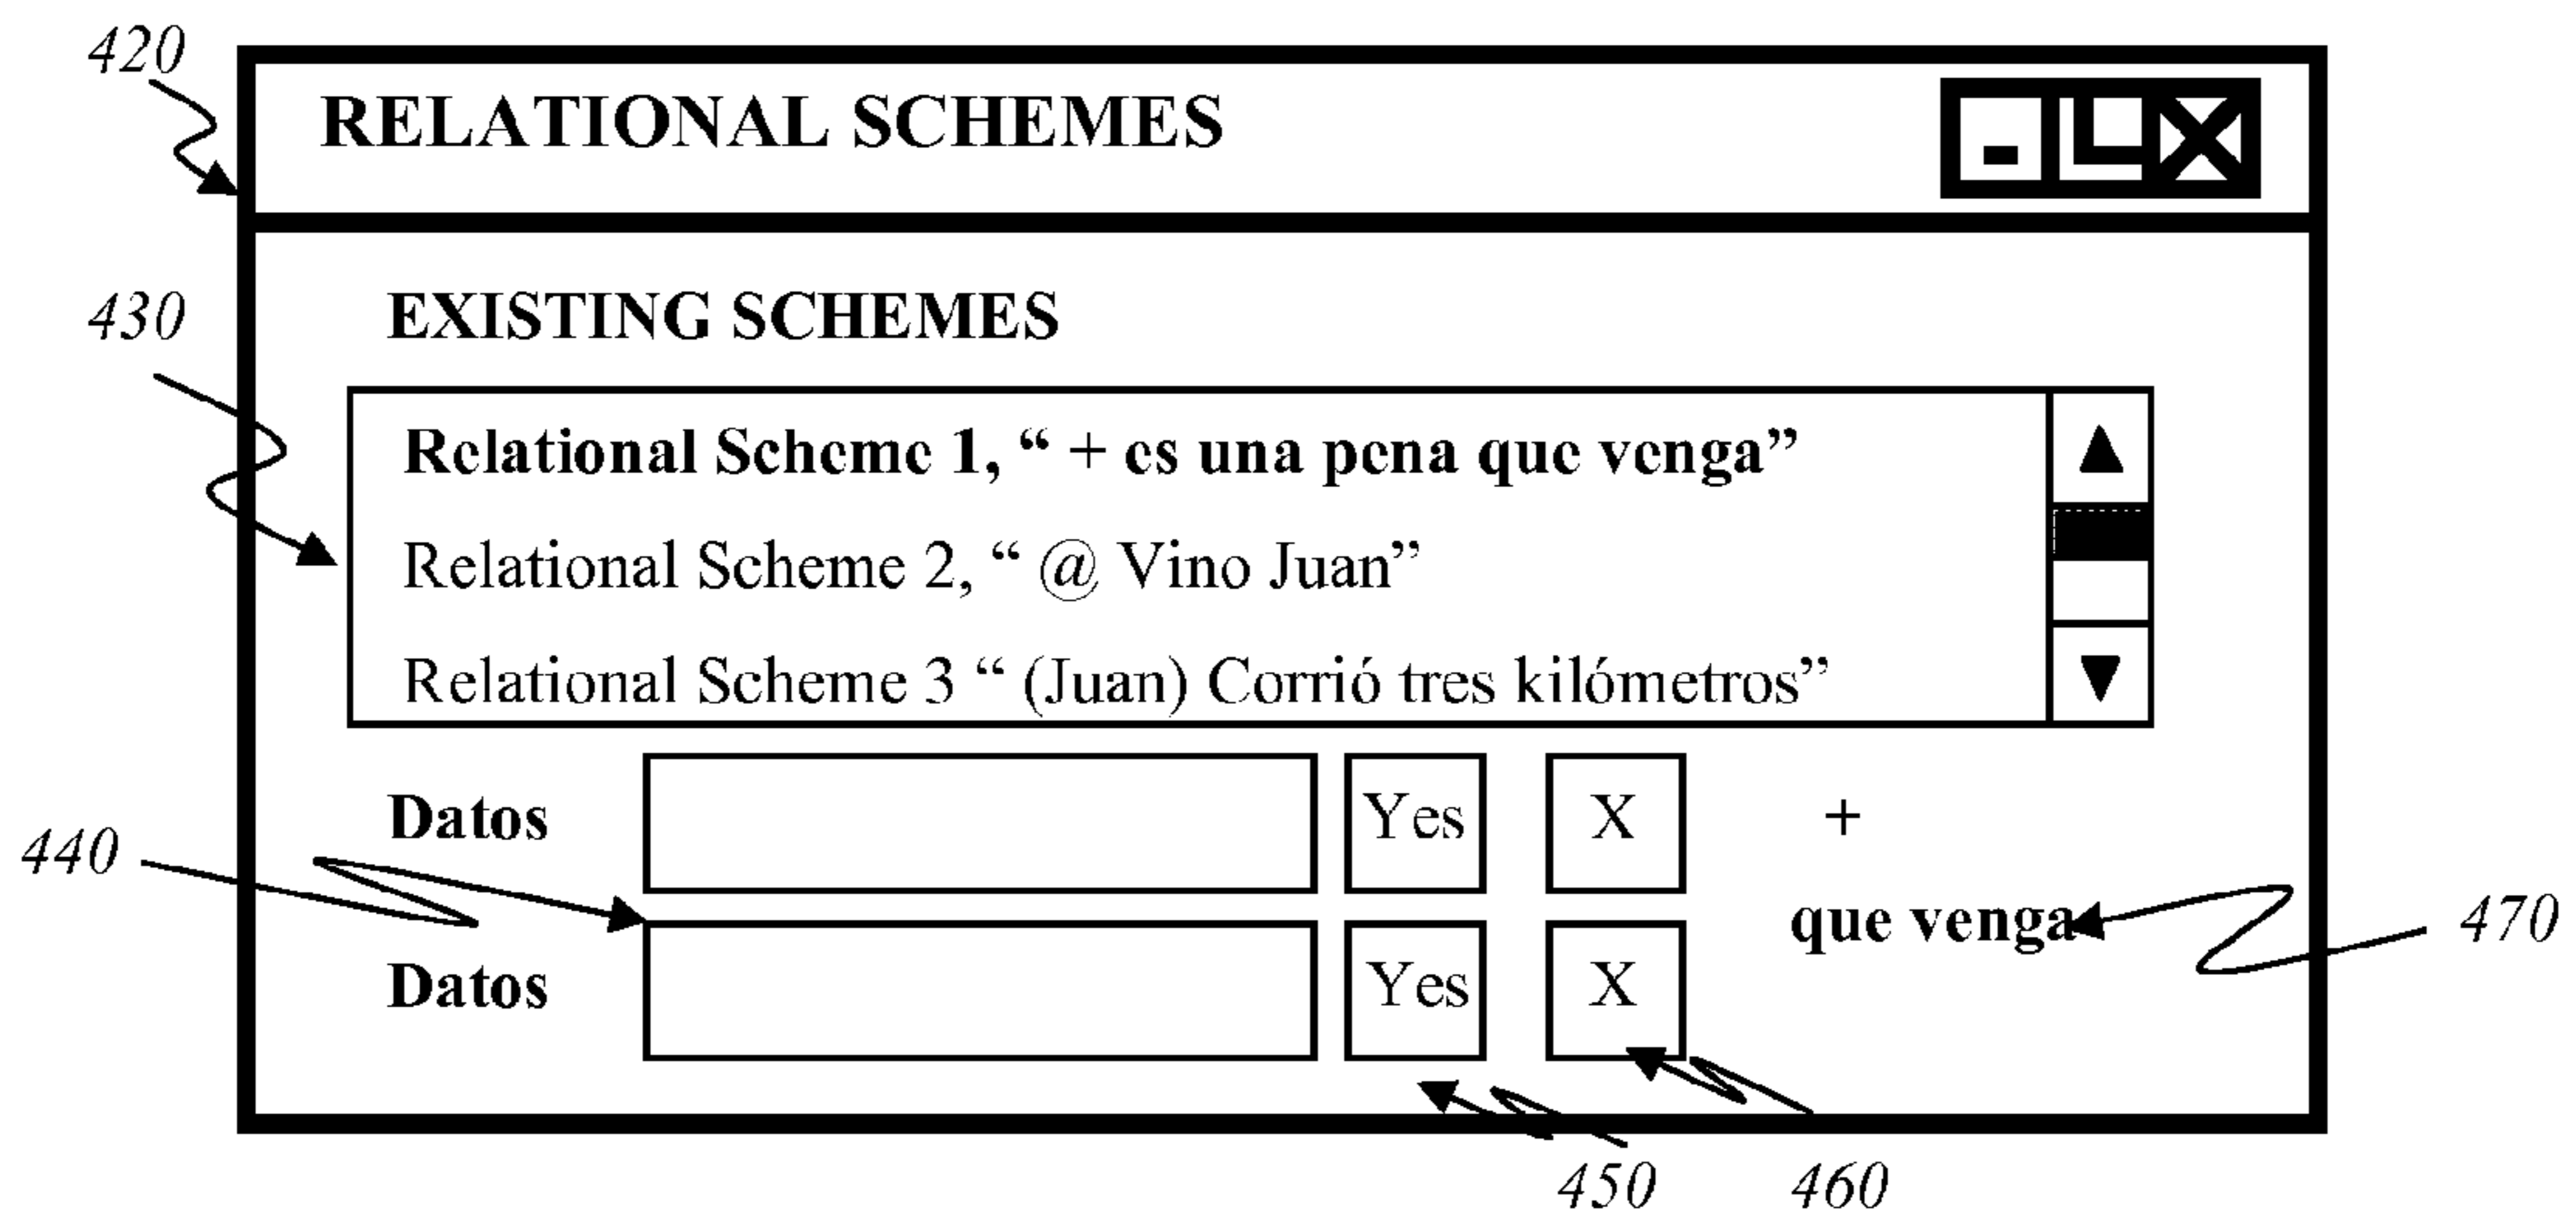 420
RELATIONAL SCHEMES
430
EXISTING SCHEMES
Relational Scheme 1, “ + es una pena que venga”
Relational Scheme 2, “ @ Vino Juan”
Relational Scheme 3 “ (Juan) Corrió tres kilómetros”
Datos Yes X +
440
que venga
470
Datos Yes X
450
460